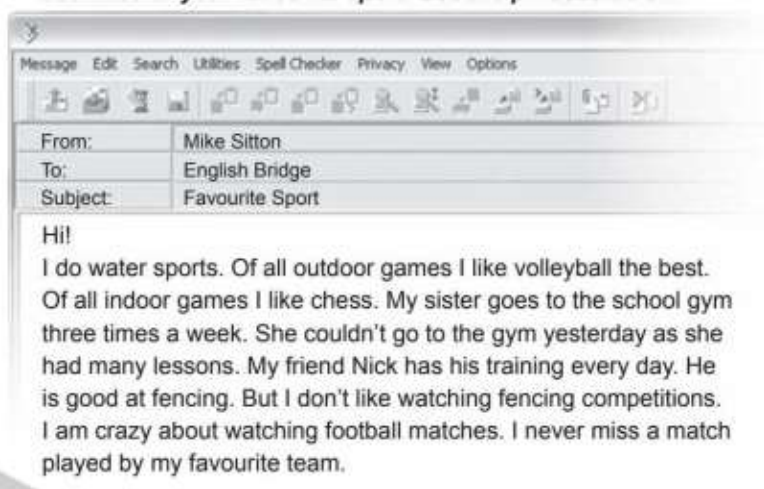 Message Edit Search Utilities Spell Checker Privacy View Options
From: Mike Sitton
To: English Bridge
Subject: Favourite Sport
Hi!
I do water sports. Of all outdoor games I like volleyball the best.
Of all indoor games I like chess. My sister goes to the school gym
three times a week. She couldn't go to the gym yesterday as she
had many lessons. My friend Nick has his training every day. He
is good at fencing. But I don't like watching fencing competitions.
I am crazy about watching football matches. I never miss a match
played by my favourite team.